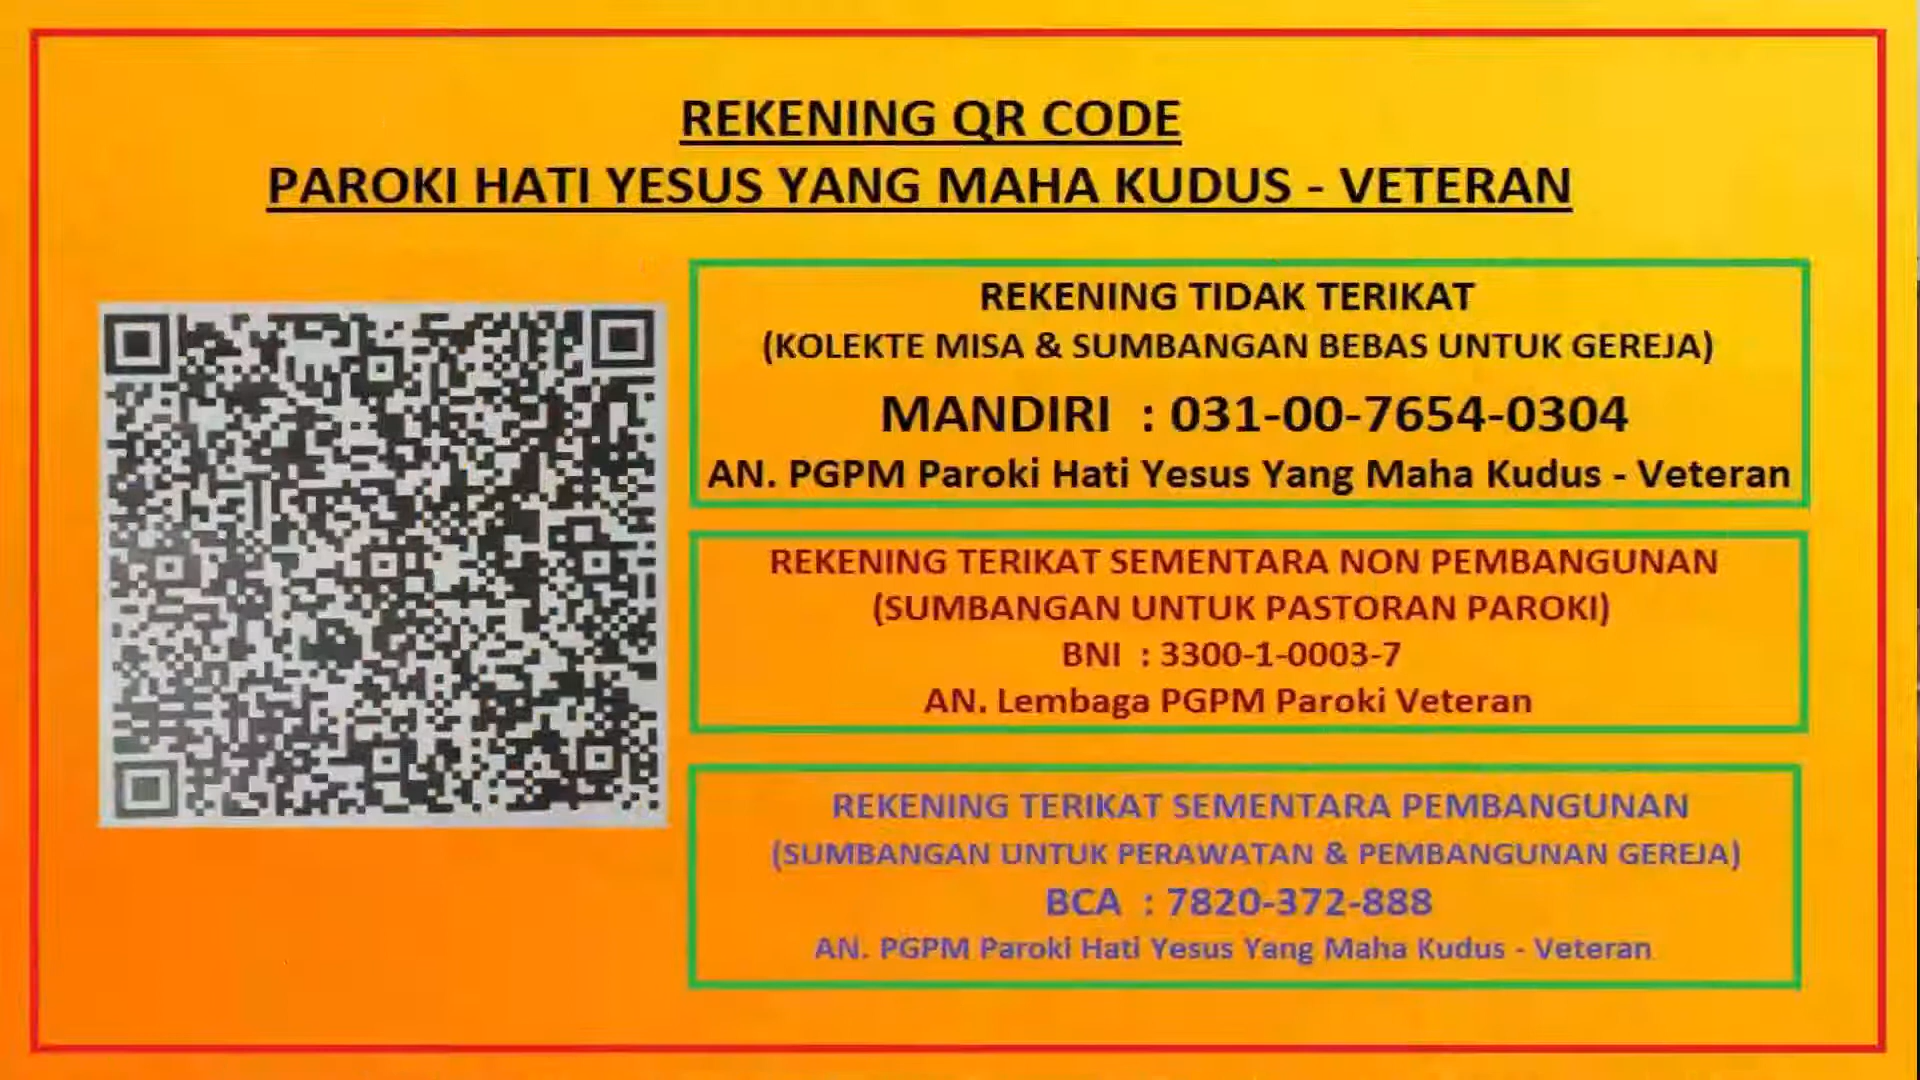 REKENING QR CODE
PAROKI HATI YESUS YANG MAHA KUDUS - VETERAN
REKENING TIDAK TERIKAT
(KOLEKTE MISA & SUMBANGAN BEBAS UNTUK GEREJA)
MANDIRI : 031-00-7654-0304
AN. PGPM Paroki Hati Yesus Yang Maha Kudus - Veteran
REKENING TERIKAT SEMENTARA NON PEMBANGUNAN
(SUMBANGAN UNTUK PASTORAN PAROKI)
BNI : 3300-1-0003-7
AN. Lembaga PGPM Paroki Veteran
REKENING TERIKAT SEMENTARA PEMBANGUNAN
(SUMBANGAN UNTUK PERAWATAN & PEMBANGUNAN GEREJA)
BCA : 7820-372-888
AN. PGPM Paroki Hati Yesus Yang Maha Kudus - Veteran